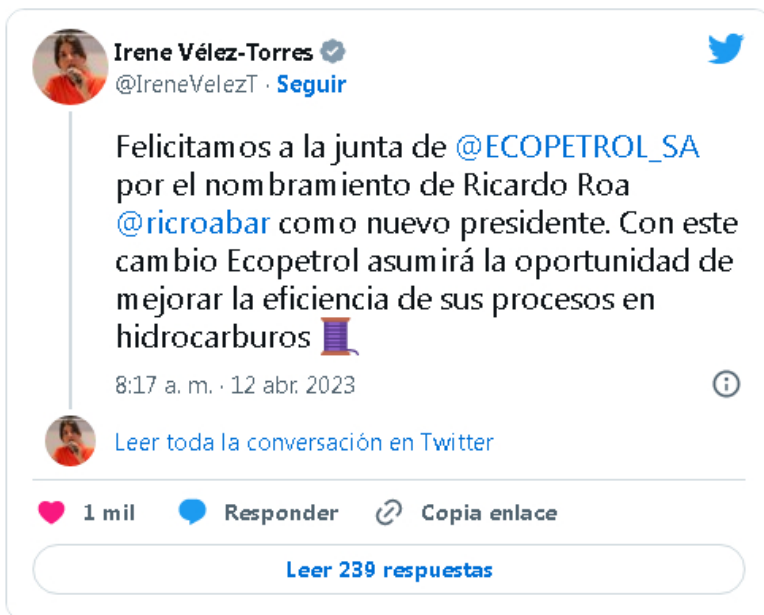 Irene Vélez-Torres
@IreneVelezT · Seguir
Felicitamos a la junta de @ECOPETROL_SA
por el nombramiento de Ricardo Roa
@ricroabar como nuevo presidente. Con este
cambio Ecopetrol asumirá la oportunidad de
mejorar la eficiencia de sus procesos en
hidrocarburos 🧵
8:17 a. m. · 12 abr. 2023
Leer toda la conversación en Twitter
1 mil Responder Copia enlace
Leer 239 respuestas